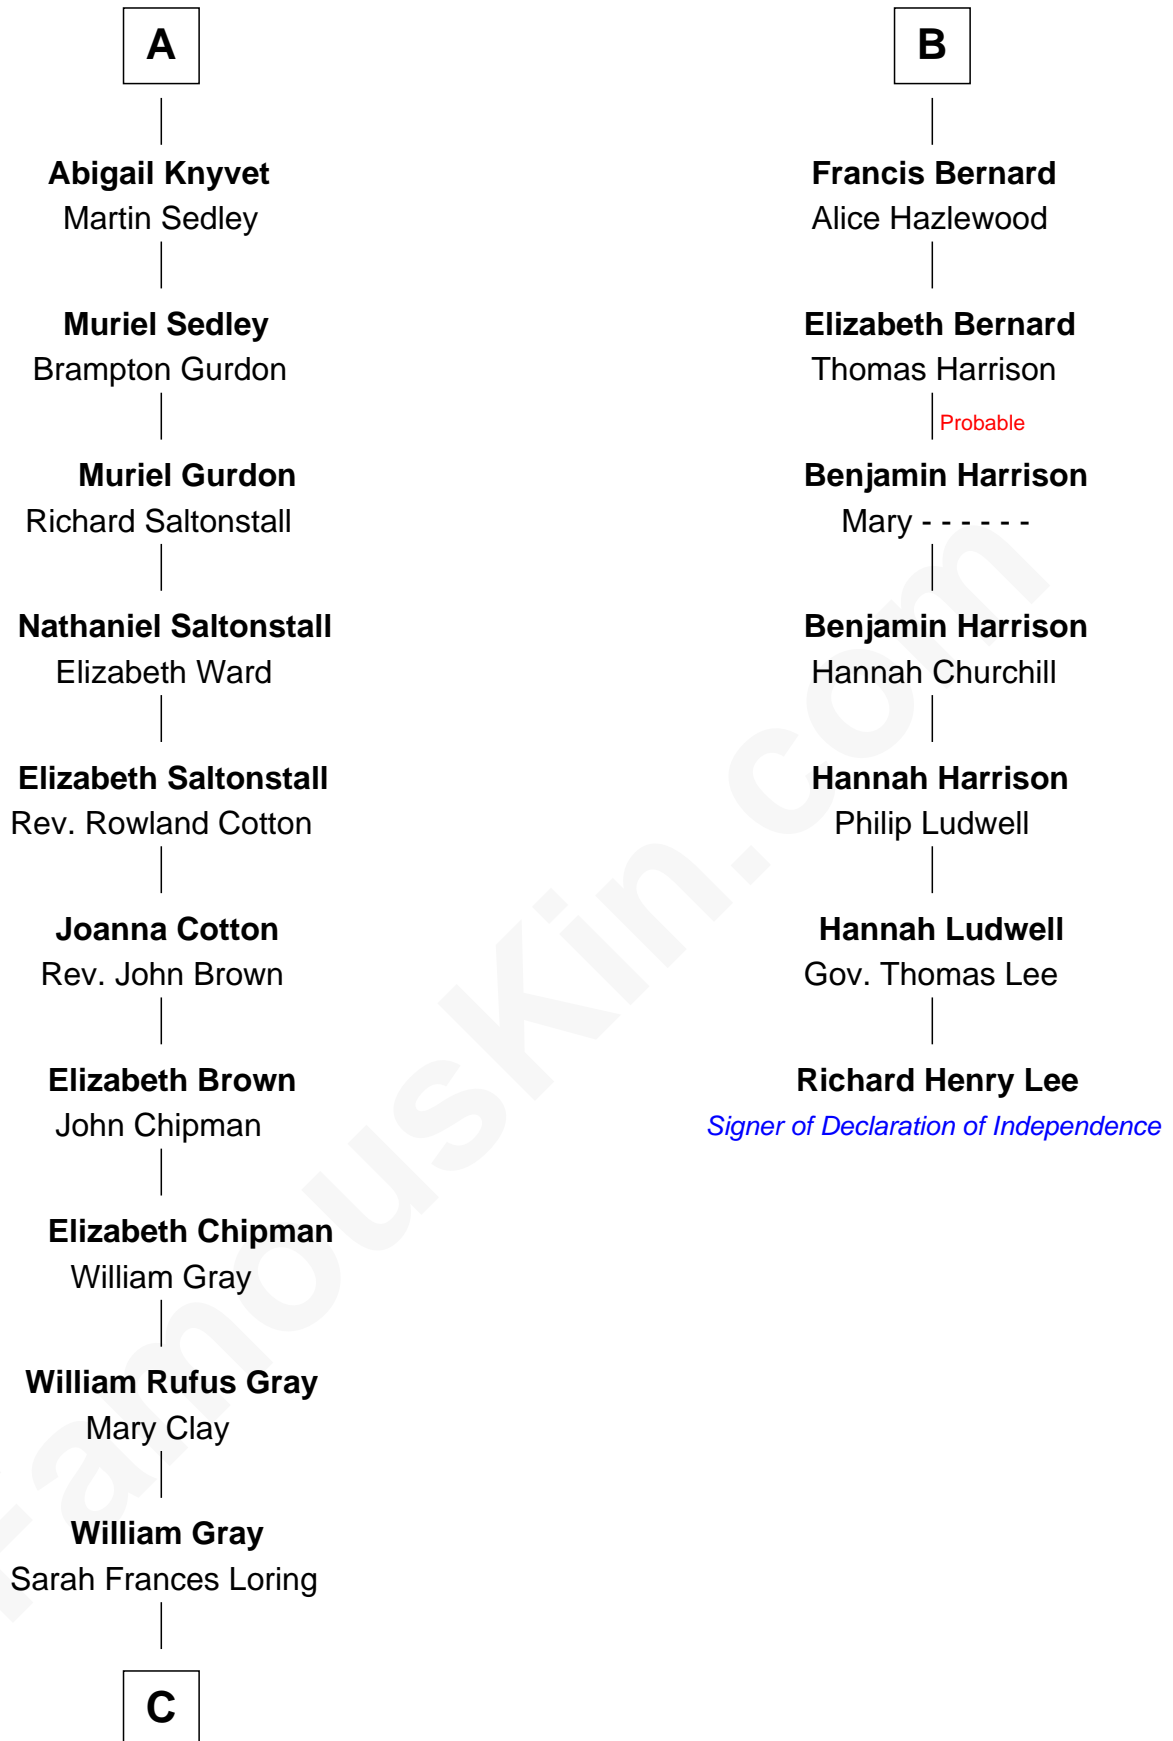 A
Abigail Knyvet
Martin Sedley
Muriel Sedley
Brampton Gurdon
Muriel Gurdon
Richard Saltonstall
Nathaniel Saltonstall
Elizabeth Ward
Elizabeth Saltonstall
Rev. Rowland Cotton
Joanna Cotton
Rev. John Brown
Elizabeth Brown
John Chipman
Elizabeth Chipman
William Gray
William Rufus Gray
Mary Clay
William Gray
Sarah Frances Loring
C
B
Francis Bernard
Alice Hazlewood
Elizabeth Bernard
Thomas Harrison
Probable
Benjamin Harrison
Mary - - - - - -
Benjamin Harrison
Hannah Churchill
Hannah Harrison
Philip Ludwell
Hannah Ludwell
Gov. Thomas Lee
Richard Henry Lee
Signer of Declaration of Independence
FamousKin.com